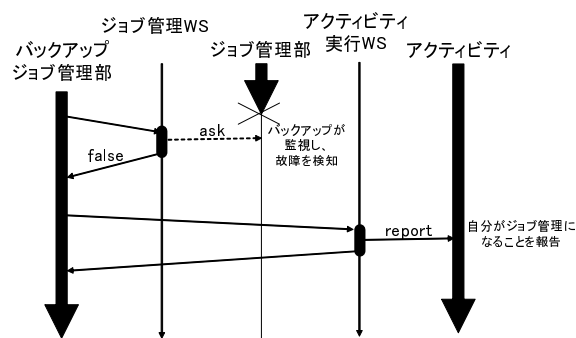 バックアップ
ジョブ管理部
ジョブ管理WS
ジョブ管理部
アクティビティ
実行WS
アクティビティ
ask
false
バックアップが
監視し、
故障を検知
report
自分がジョブ管理に
なることを報告